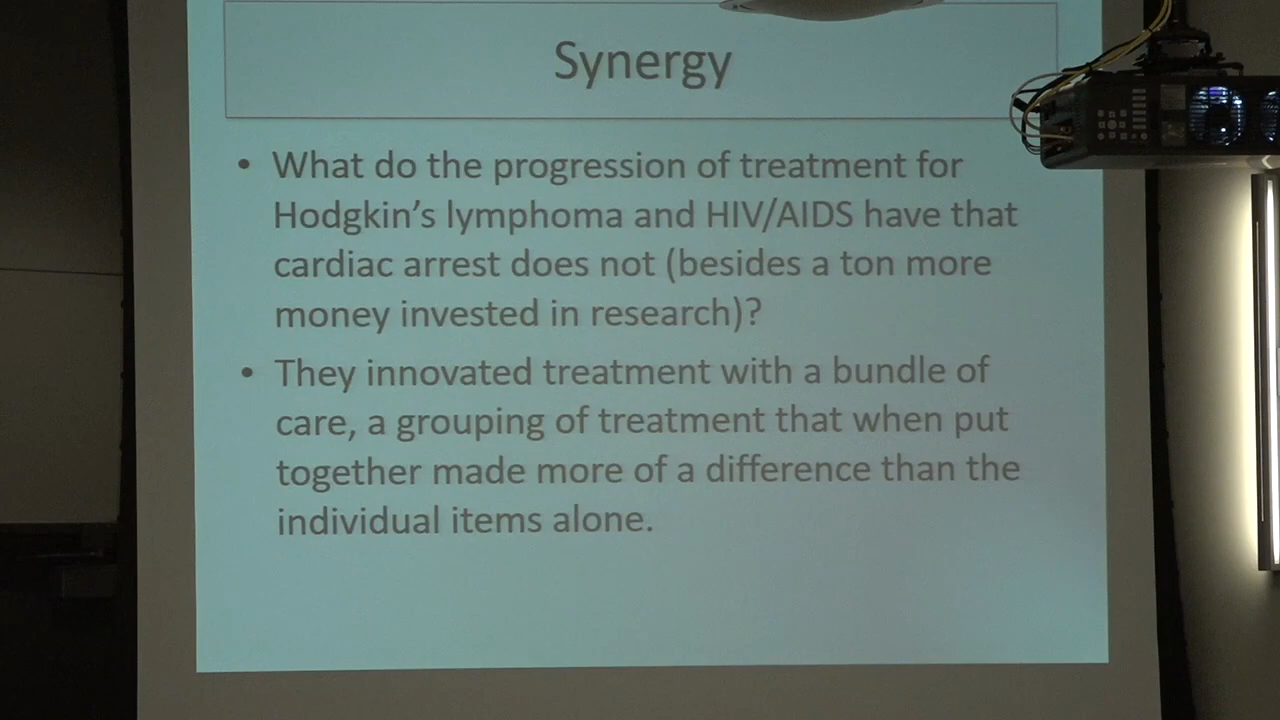 Synergy
• What do the progression of treatment for
Hodgkin's lymphoma and HIV/AIDS have that
cardiac arrest does not (besides a ton more
money invested in research)?
• They innovated treatment with a bundle of
care, a grouping of treatment that when put
together made more of a difference than the
individual items alone.